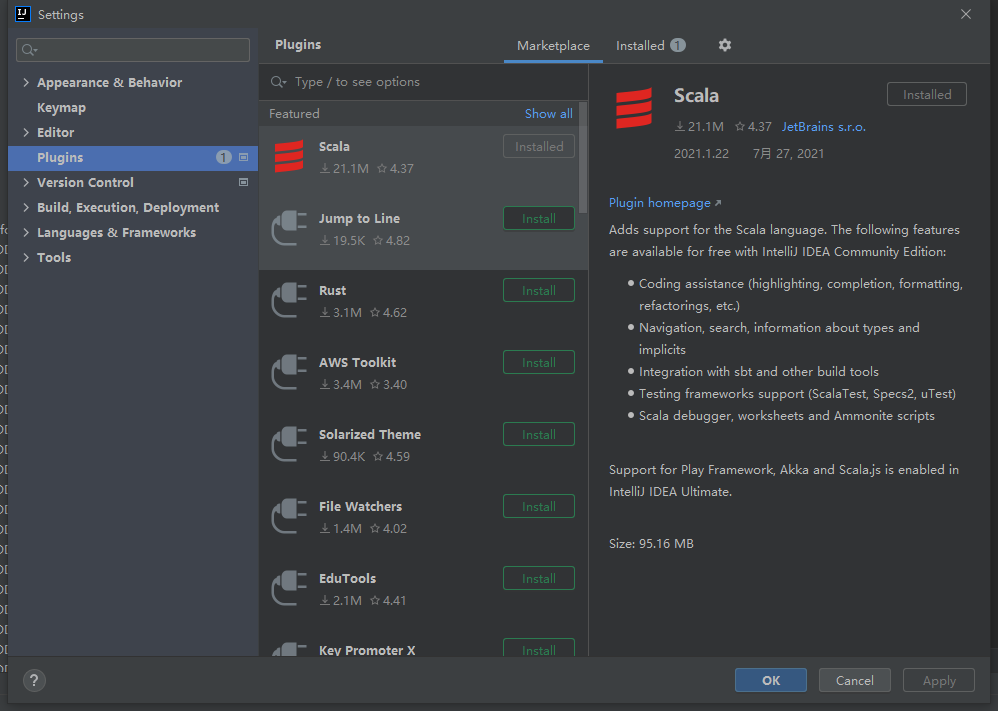 Settings
Plugins
Marketplace
Installed 1
Type / to see options
Appearance & Behavior
Keymap
Editor
Plugins 1
Version Control
Build, Execution, Deployment
Languages & Frameworks
Tools
Featured
Show all
Scala
21.1M 4.37
Installed
Jump to Line
19.5K 4.82
Install
Rust
3.1M 4.62
Install
AWS Toolkit
3.4M 3.40
Install
Solarized Theme
90.4K 4.59
Install
File Watchers
1.4M 4.02
Install
EduTools
2.1M 4.41
Install
Key Promoter X
Install
Scala
Installed
21.1M 4.37 JetBrains s.r.o.
2021.1.22 7月 27, 2021
Plugin homepage ↗
Adds support for the Scala language. The following features
are available for free with IntelliJ IDEA Community Edition:
• Coding assistance (highlighting, completion, formatting,
refactorings, etc.)
• Navigation, search, information about types and
implicits
• Integration with sbt and other build tools
• Testing frameworks support (ScalaTest, Specs2, uTest)
• Scala debugger, worksheets and Ammonite scripts
Support for Play Framework, Akka and Scala.js is enabled in
IntelliJ IDEA Ultimate.
Size: 95.16 MB
?
OK
Cancel
Apply